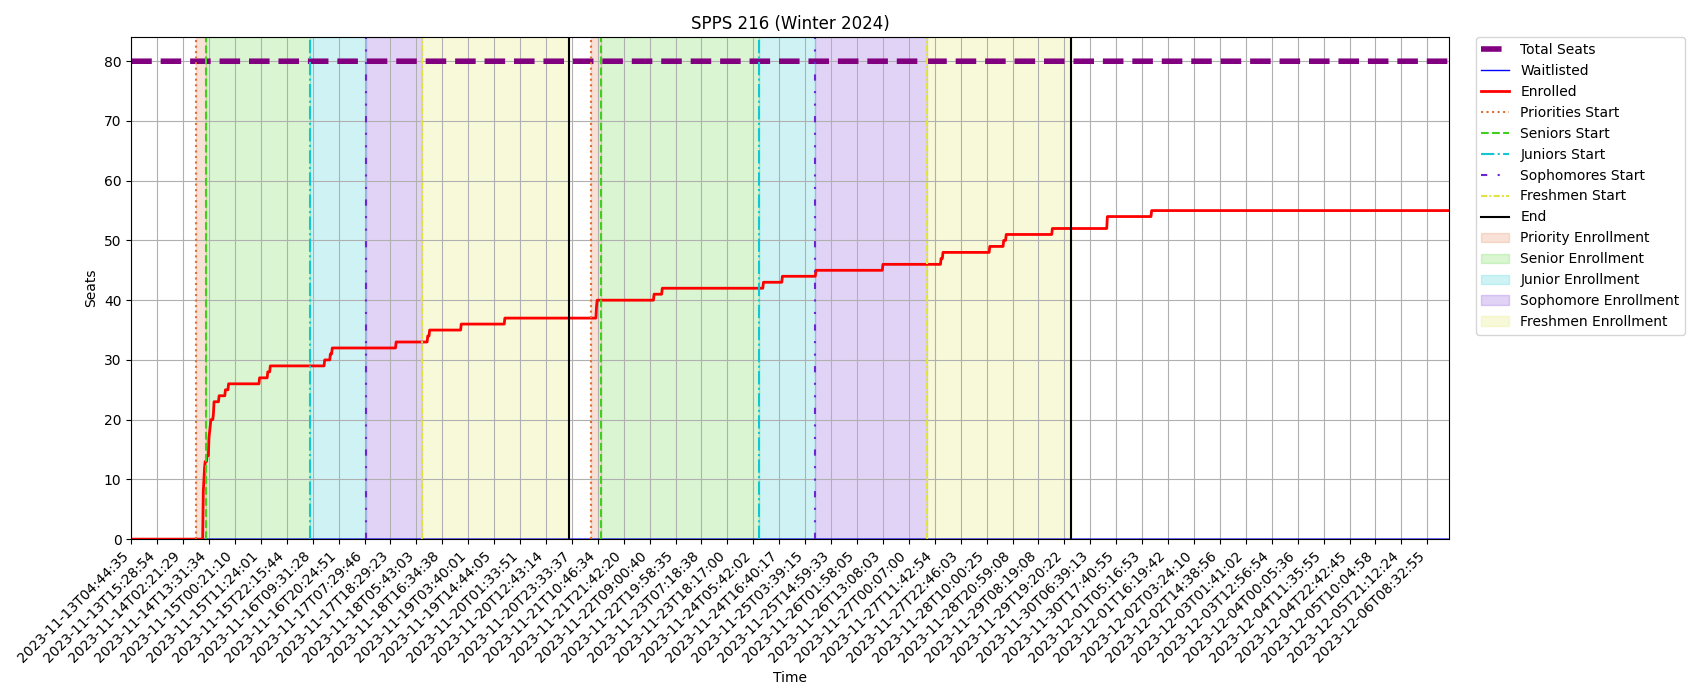 SPPS 216 (Winter 2024)
Seats
80
70
60
50
40
30
20
10
0
2023-11-13T04:44:35
2023-11-13T15:28:54
2023-11-14T02:21:29
2023-11-14T13:31:34
2023-11-15T00:21:10
2023-11-15T11:24:01
2023-11-15T22:15:44
2023-11-16T09:31:28
2023-11-16T20:24:51
2023-11-17T07:29:46
2023-11-17T18:29:23
2023-11-18T05:43:03
2023-11-18T16:34:38
2023-11-19T03:40:01
2023-11-19T14:44:05
2023-11-20T01:33:51
2023-11-20T12:43:14
2023-11-20T23:33:37
2023-11-21T10:46:34
2023-11-21T21:42:20
2023-11-22T09:00:40
2023-11-22T19:58:35
2023-11-23T07:18:38
2023-11-23T18:17:00
2023-11-24T05:42:02
2023-11-24T16:40:17
2023-11-25T03:39:15
2023-11-25T14:59:33
2023-11-26T01:58:05
2023-11-26T13:08:03
2023-11-27T00:07:00
2023-11-27T11:42:54
2023-11-27T22:46:03
2023-11-28T10:00:25
2023-11-28T20:59:08
2023-11-29T08:19:08
2023-11-29T19:20:22
2023-11-30T06:39:13
2023-11-30T17:40:55
2023-12-01T05:16:53
2023-12-01T16:19:42
2023-12-02T03:24:10
2023-12-02T14:38:56
2023-12-03T01:41:02
2023-12-03T12:56:54
2023-12-04T00:05:36
2023-12-04T11:35:55
2023-12-04T22:42:45
2023-12-05T10:04:58
2023-12-05T21:12:24
2023-12-06T08:32:55
Time
Total Seats
Waitlisted
Enrolled
Priorities Start
Seniors Start
Juniors Start
Sophomores Start
Freshmen Start
End
Priority Enrollment
Senior Enrollment
Junior Enrollment
Sophomore Enrollment
Freshmen Enrollment